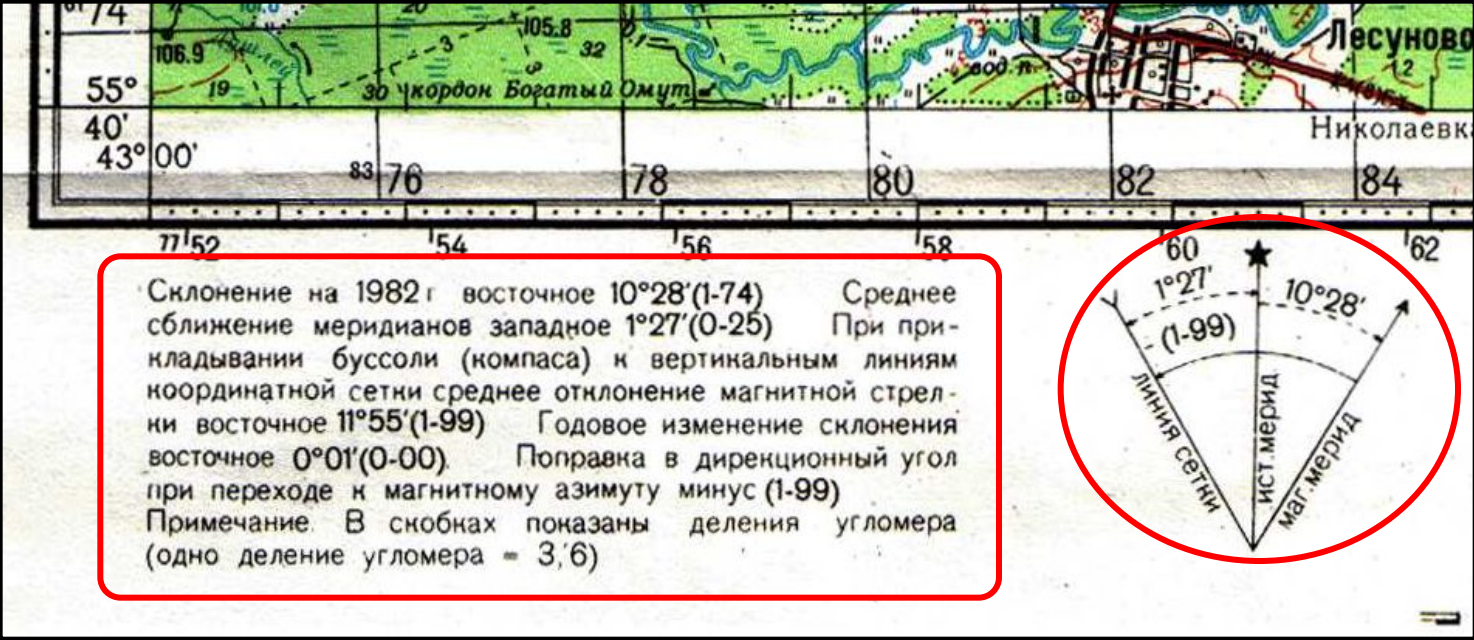 74
105.8
20
3
32
106.9
19
30 кордон Богатый Омут
вод. п.
Лесуново
2
55°
40'
43° 00'
Николаевк
83 76 78 80 82 84
77 52 54 56 58 60 62
Склонение на 1982 г восточное 10°28′(1-74) Среднее
сближение меридианов западное 1°27′(0-25) При при-
кладывании буссоли (компаса) к вертикальным линиям
координатной сетки среднее отклонение магнитной стрел-
ки восточное 11°55′(1-99) Годовое изменение склонения
восточное 0°01′(0-00). Поправка в дирекционный угол
при переходе к магнитному азимуту минус (1-99)
Примечание. В скобках показаны деления угломера
(одно деление угломера = 3,′6)
1°27′ 10°28′
(1-99)
линия сетки
ист. мерид.
маг. мерид